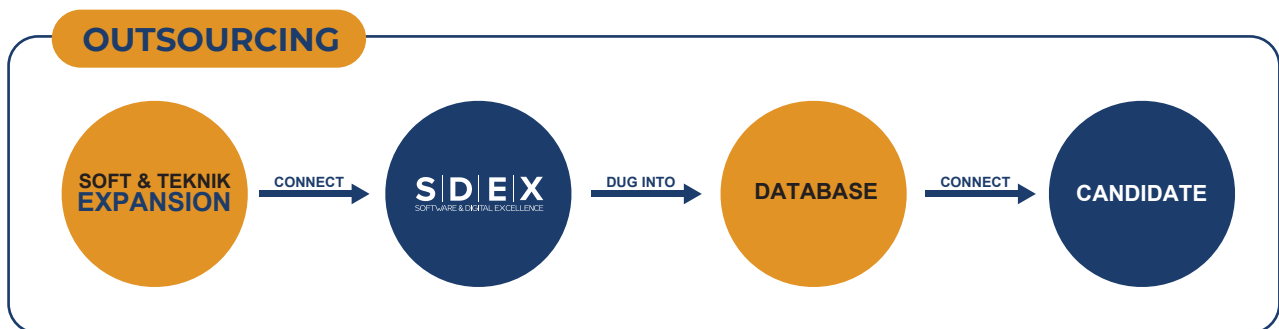 OUTSOURCING
SOFT & TEKNIK
EXPANSION
CONNECT
S|D|E|X
SOFTWARE & DIGITAL EXCELLENCE
DUG INTO
DATABASE
CONNECT
CANDIDATE